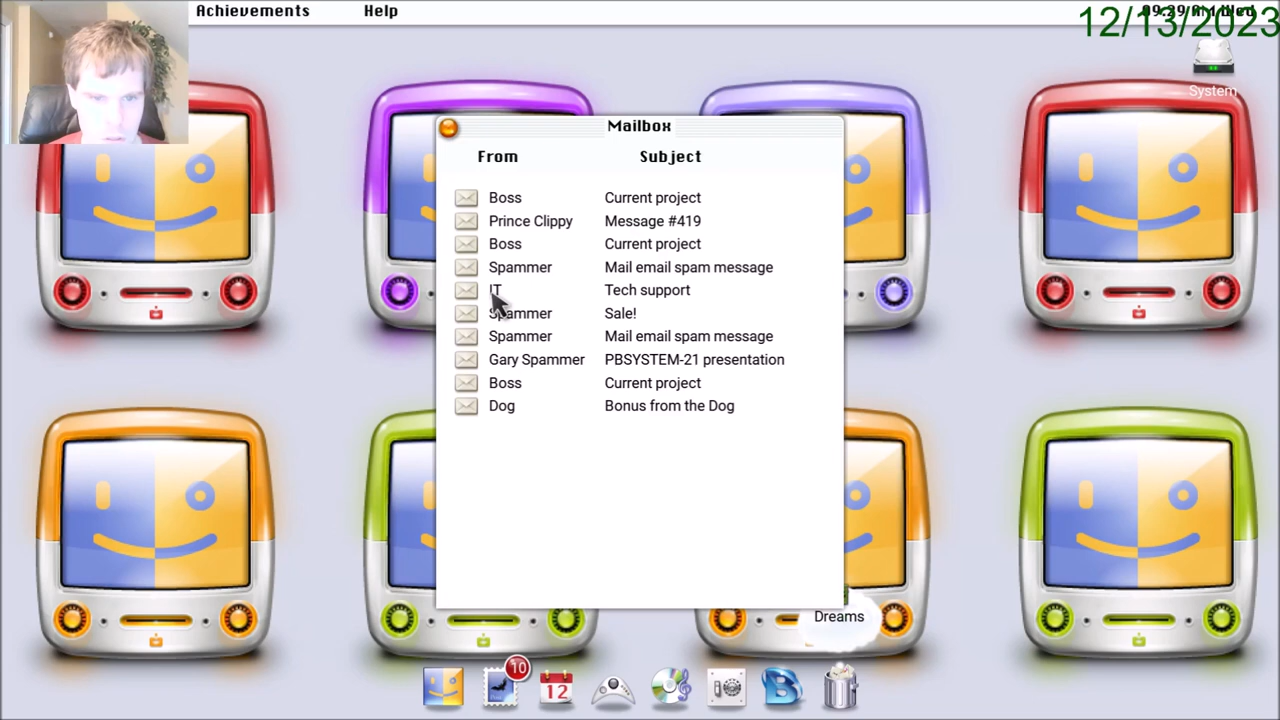 Achievements Help
12/13/2023
System
Mailbox
From Subject
Boss Current project
Prince Clippy Message #419
Boss Current project
Spammer Mail email spam message
IT Tech support
Spammer Sale!
Spammer Mail email spam message
Gary Spammer PBSYSTEM-21 presentation
Boss Current project
Dog Bonus from the Dog
Dreams
10
12